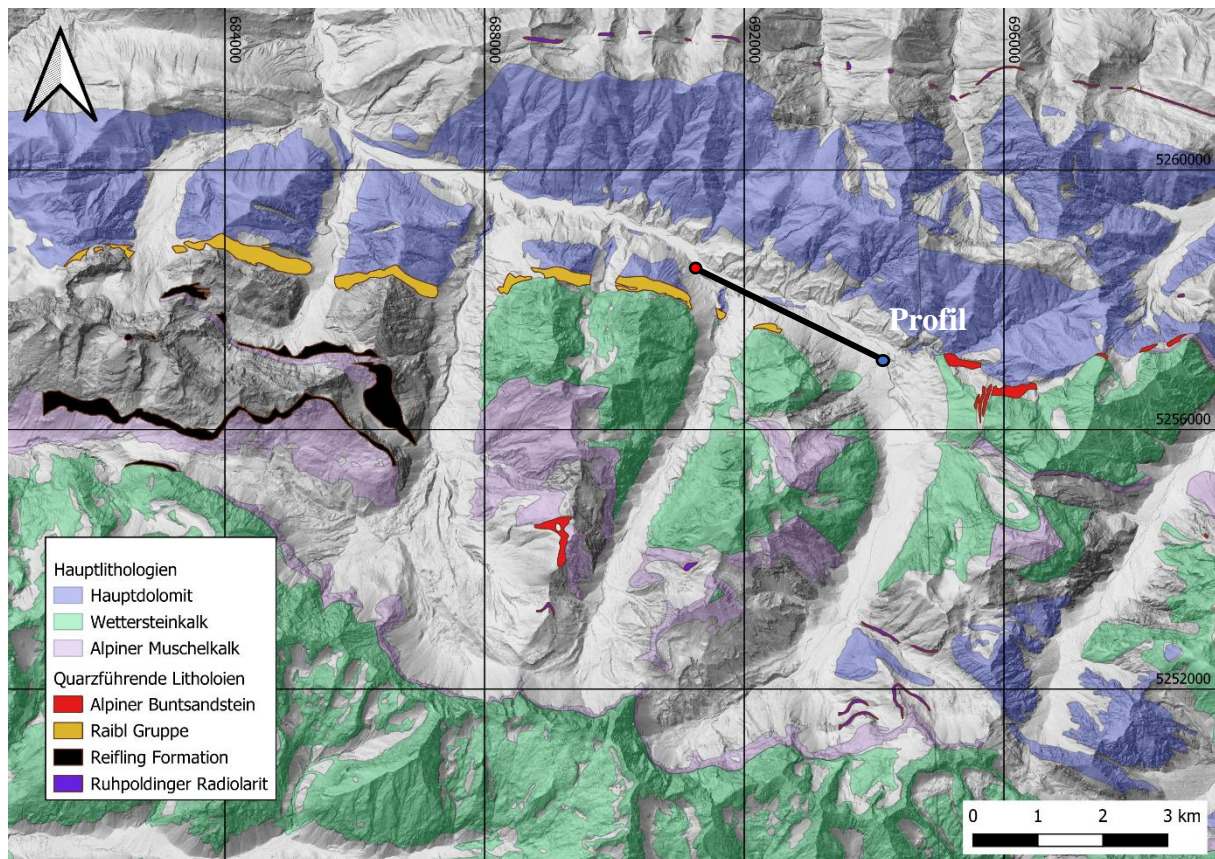 684000
688000
692000
696000
5260000
Profil
5256000
5252000
Hauptlithologien
Hauptdolomit
Wettersteinkalk
Alpiner Muschelkalk
Quarzführende Litholoien
Alpiner Buntsandstein
Raibl Gruppe
Reifling Formation
Ruhpoldinger Radiolarit
0 1 2 3 km